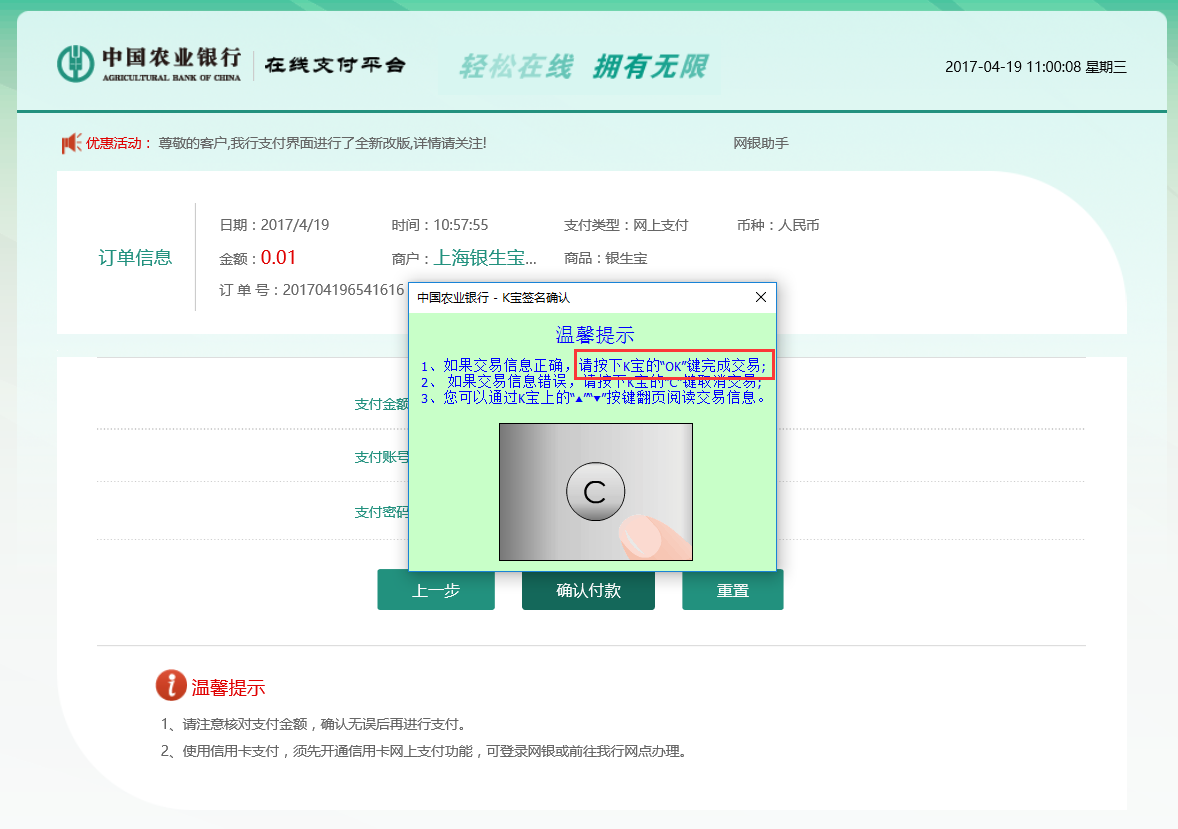 中国农业银行 在线支付平台 轻松在线 拥有无限 2017-04-19 11:00:08 星期三
AGRICULTURAL BANK OF CHINA
优惠活动： 尊敬的客户,我行支付界面进行了全新改版,详情请关注! 网银助手
订单信息
日期：2017/4/19 时间：10:57:55 支付类型：网上支付 币种：人民币
金额：0.01 商户：上海银生宝... 商品：银生宝
订 单 号：201704196541616
中国农业银行 - K宝签名确认
温馨提示
1、如果交易信息正确，请按下K宝的“OK”键完成交易;
2、 如果交易信息错误，请按下K宝的“C”键取消交易;
3、您可以通过K宝上的“▲”“▼”按键翻页阅读交易信息。
C
支付金额
支付账号
支付密码
上一步 确认付款 重置
i 温馨提示
1、请注意核对支付金额，确认无误后再进行支付。
2、使用信用卡支付，须先开通信用卡网上支付功能，可登录网银或前往我行网点办理。